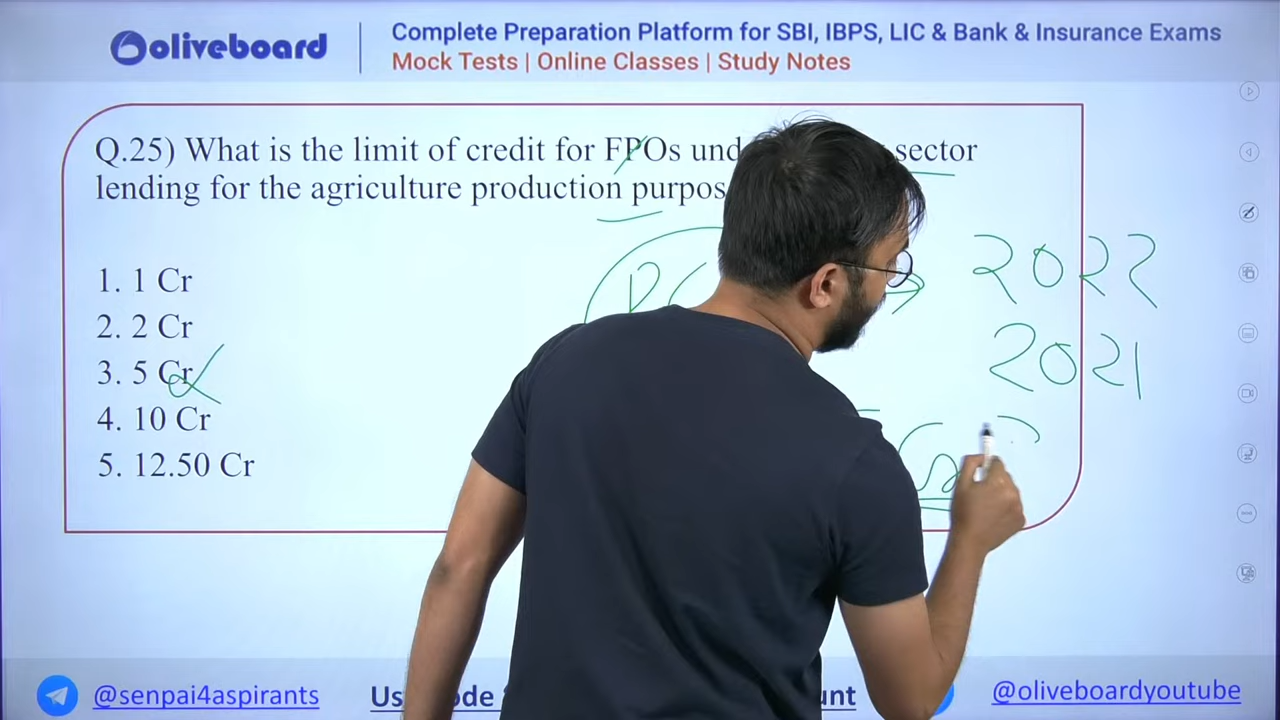 oliveboard
Complete Preparation Platform for SBI, IBPS, LIC & Bank & Insurance Exams
Mock Tests | Online Classes | Study Notes
Q.25) What is the limit of credit for FPOs sector
lending for the agriculture production
1. 1 Cr
2. 2 Cr
3. 5 Cr
4. 10 Cr
5. 12.50 Cr
2022
2021
@senpai4aspirants
@oliveboardyoutube